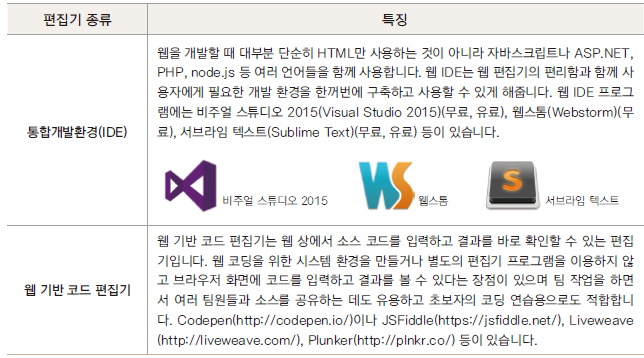 편집기 종류
특징
통합개발환경(IDE)
웹을 개발할 때 대부분 단순히 HTML만 사용하는 것이 아니라 자바스크립트나 ASP.NET,
PHP, node.js 등 여러 언어들을 함께 사용합니다. 웹 IDE는 웹 편집기의 편리함과 함께 사
용자에게 필요한 개발 환경을 한꺼번에 구축하고 사용할 수 있게 해줍니다. 웹 IDE 프로그
램에는 비주얼 스튜디오 2015(Visual Studio 2015)(무료, 유료), 웹스톰(Webstorm)(무
료), 서브라임 텍스트(Sublime Text)(무료, 유료) 등이 있습니다.
비주얼 스튜디오 2015
WS
웹스톰
S
서브라임 텍스트
웹 기반 코드 편집기
웹 기반 코드 편집기는 웹 상에서 소스 코드를 입력하고 결과를 바로 확인할 수 있는 편집
기입니다. 웹 코딩을 위한 시스템 환경을 만들거나 별도의 편집기 프로그램을 이용하지 않
고 브라우저 화면에 코드를 입력하고 결과를 볼 수 있다는 장점이 있으며 팀 작업을 하면
서 여러 팀원들과 소스를 공유하는 데도 유용하고 초보자의 코딩 연습용으로도 적합합니
다. Codepen(http://codepen.io/)이나 JSFiddle(https://jsfiddle.net/), Liveweave
(http://liveweave.com/), Plunker(http://plnkr.co/) 등이 있습니다.